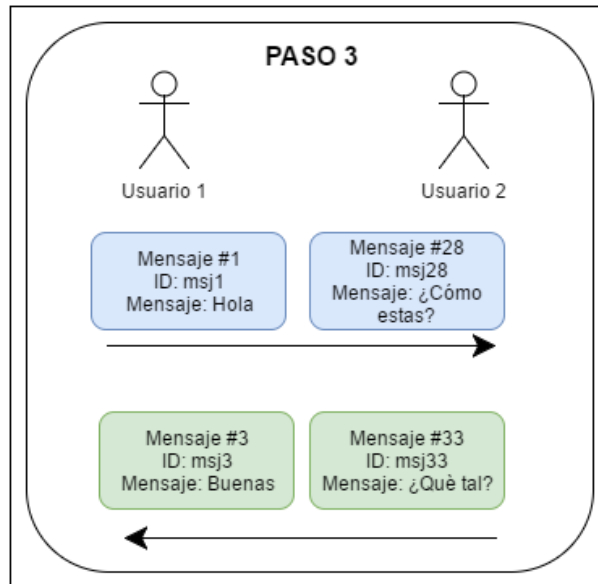 PASO 3
Usuario 1
Usuario 2
Mensaje #1
ID: msj1
Mensaje: Hola
Mensaje #28
ID: msj28
Mensaje: ¿Cómo
estas?
Mensaje #3
ID: msj3
Mensaje: Buenas
Mensaje #33
ID: msj33
Mensaje: ¿Què tal?